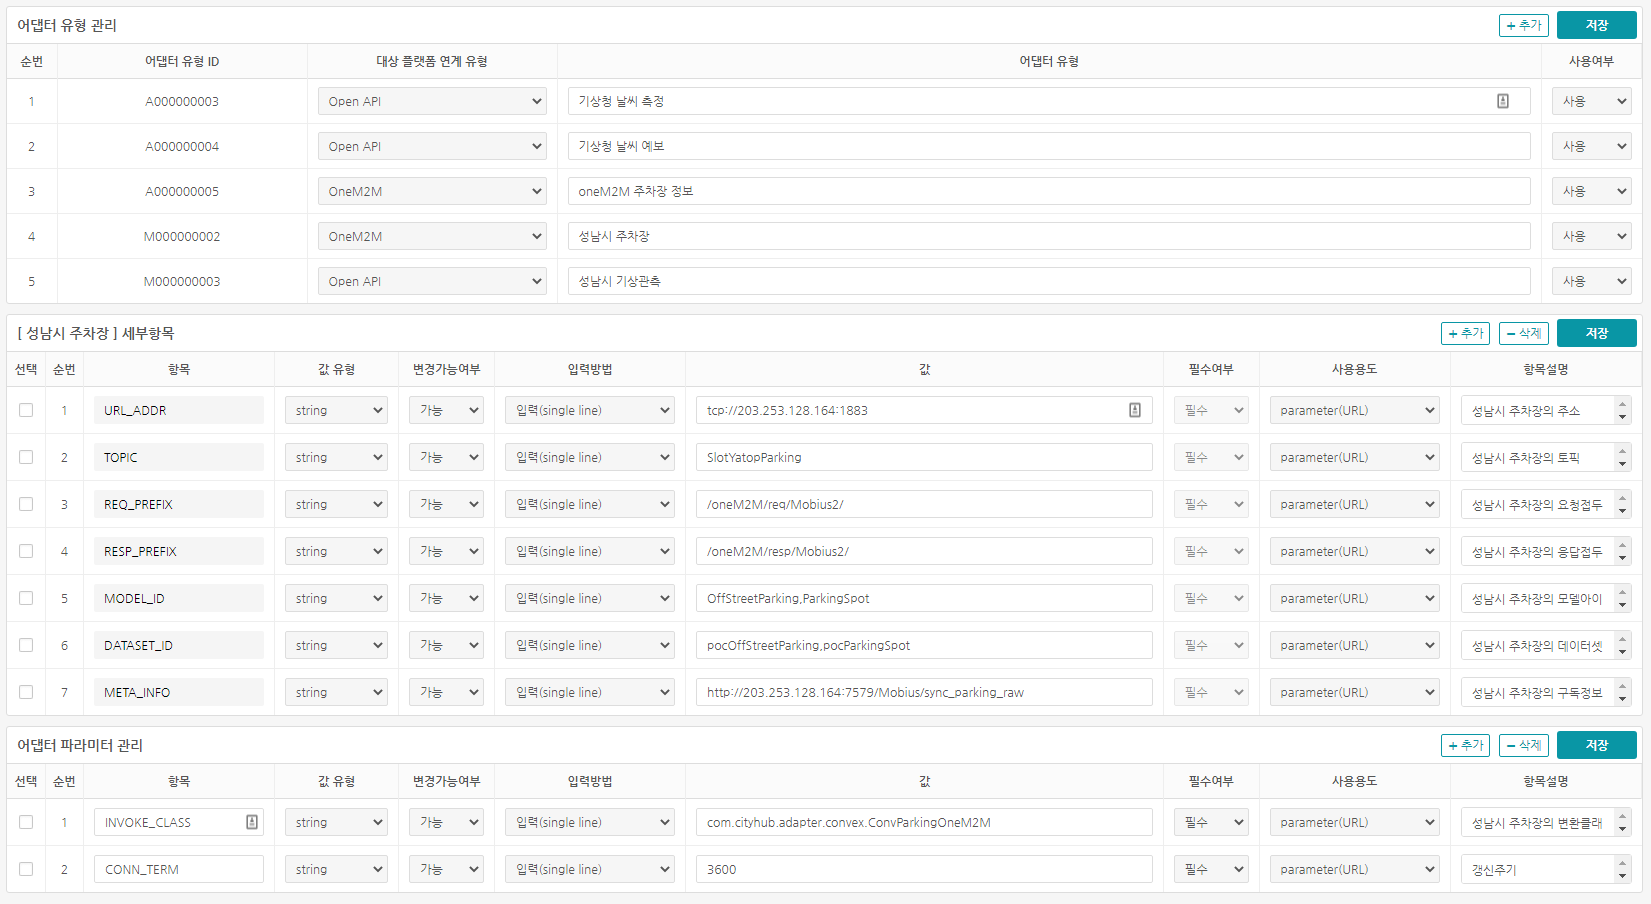 어댑터 유형 관리 + 추가 저장
순번 어댑터 유형 ID 대상 플랫폼 연계 유형 어댑터 유형 사용여부
1 A000000003 Open API 기상청 날씨 측정 사용
2 A000000004 Open API 기상청 날씨 예보 사용
3 A000000005 OneM2M oneM2M 주차장 정보 사용
4 M000000002 OneM2M 성남시 주차장 사용
5 M000000003 Open API 성남시 기상관측 사용
[ 성남시 주차장 ] 세부항목 + 추가 − 삭제 저장
선택 순번 항목 값 유형 변경가능여부 입력방법 값 필수여부 사용용도 항목설명
1 URL_ADDR string 가능 입력(single line) tcp://203.253.128.164:1883 필수 parameter(URL) 성남시 주차장의 주소
2 TOPIC string 가능 입력(single line) SlotYatopParking 필수 parameter(URL) 성남시 주차장의 토픽
3 REQ_PREFIX string 가능 입력(single line) /oneM2M/req/Mobius2/ 필수 parameter(URL) 성남시 주차장의 요청접두
4 RESP_PREFIX string 가능 입력(single line) /oneM2M/resp/Mobius2/ 필수 parameter(URL) 성남시 주차장의 응답접두
5 MODEL_ID string 가능 입력(single line) OffStreetParking,ParkingSpot 필수 parameter(URL) 성남시 주차장의 모델아이
6 DATASET_ID string 가능 입력(single line) pocOffStreetParking,pocParkingSpot 필수 parameter(URL) 성남시 주차장의 데이터셋
7 META_INFO string 가능 입력(single line) http://203.253.128.164:7579/Mobius/sync_parking_raw 필수 parameter(URL) 성남시 주차장의 구독정보
어댑터 파라미터 관리 + 추가 − 삭제 저장
선택 순번 항목 값 유형 변경가능여부 입력방법 값 필수여부 사용용도 항목설명
1 INVOKE_CLASS string 가능 입력(single line) com.cityhub.adapter.convex.ConvParkingOneM2M 필수 parameter(URL) 성남시 주차장의 변환클래
2 CONN_TERM string 가능 입력(single line) 3600 필수 parameter(URL) 갱신주기